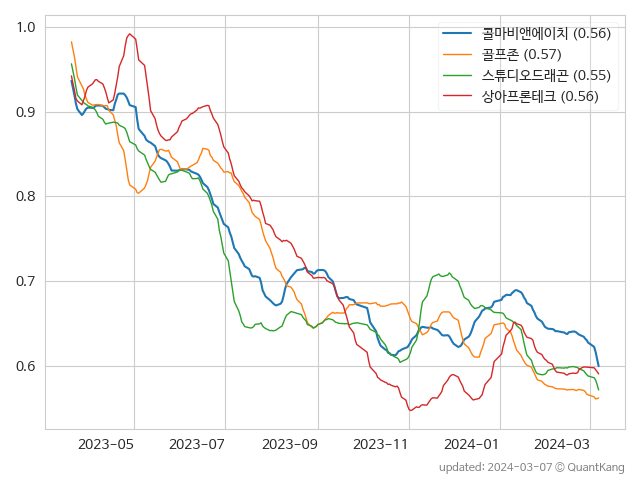 1.0
0.9
0.8
0.7
0.6
콜마비앤에이치 (0.56)
골프존 (0.57)
스튜디오드래곤 (0.55)
상아프론테크 (0.56)
2023-05 2023-07 2023-09 2023-11 2024-01 2024-03
updated: 2024-03-07 © QuantKang